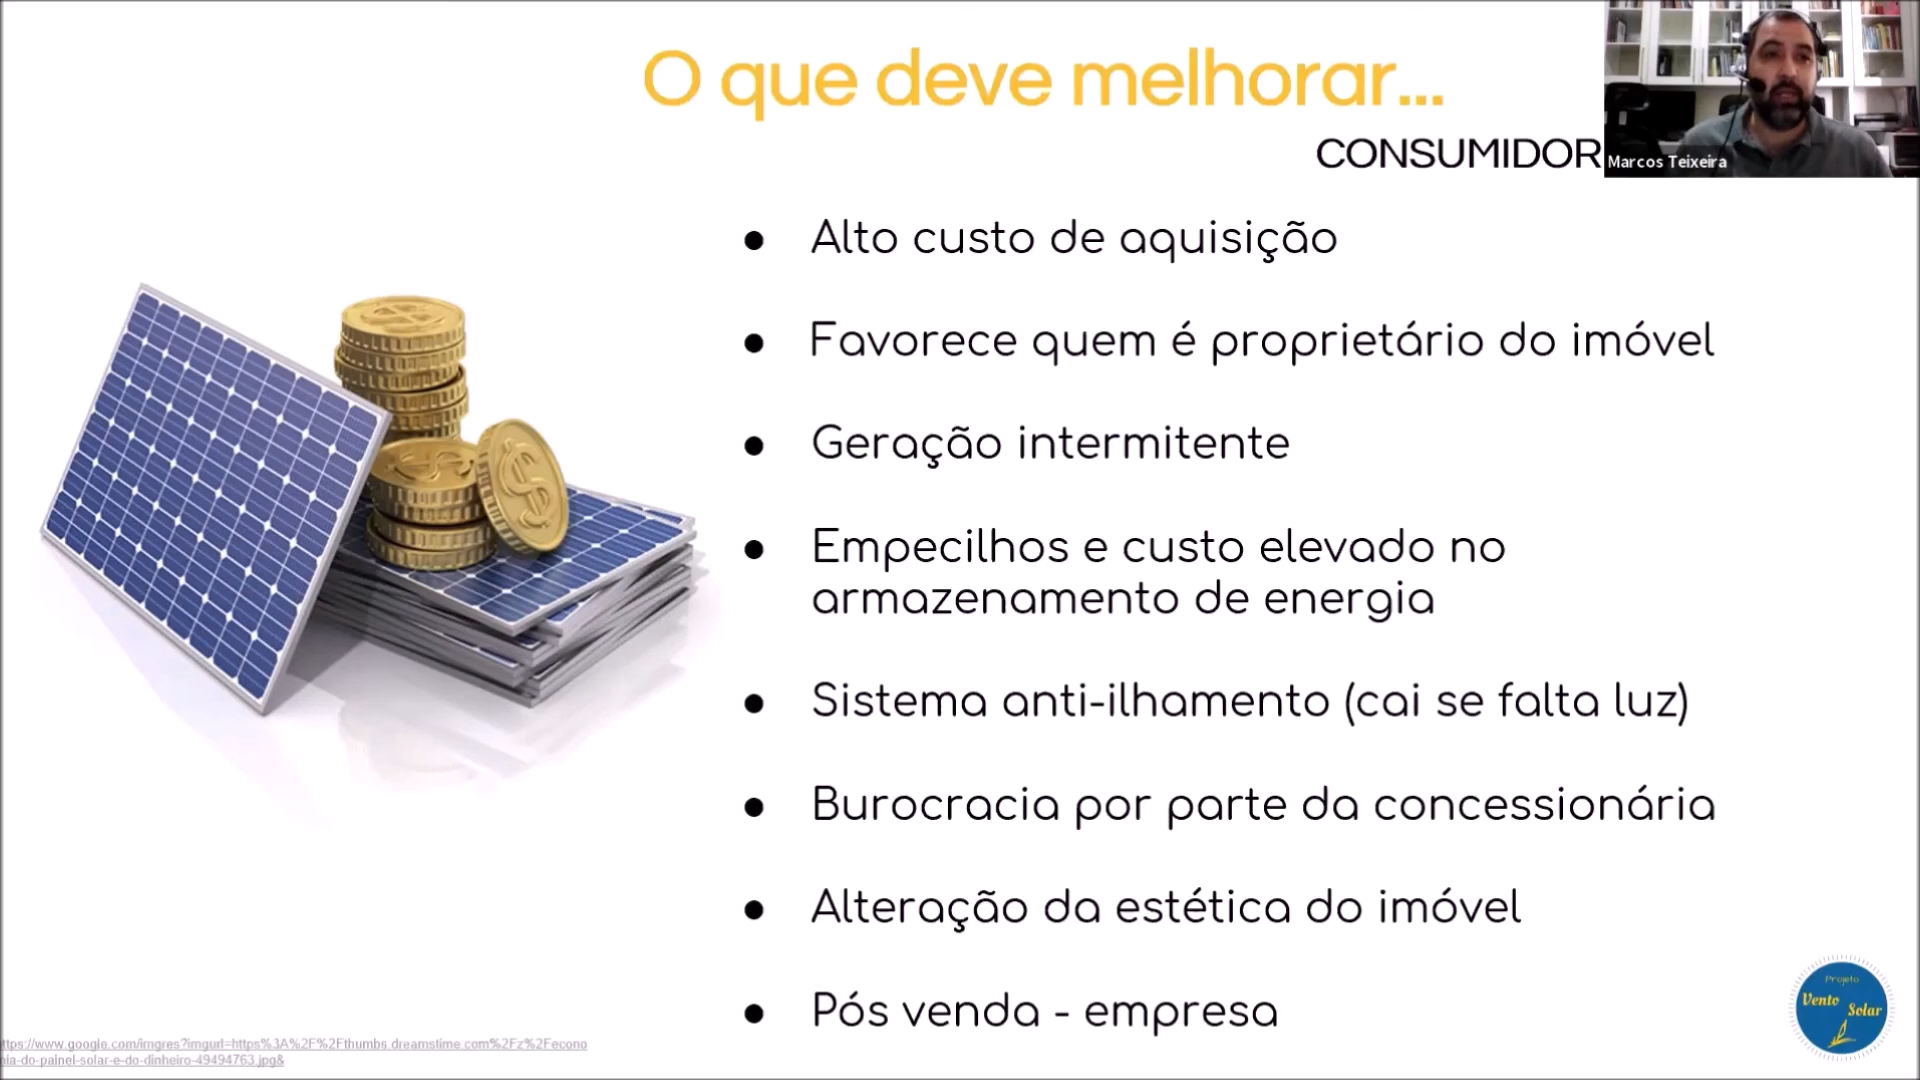 O que deve melhorar...
CONSUMIDOR
Marcos Teixeira
● Alto custo de aquisição
● Favorece quem é proprietário do imóvel
● Geração intermitente
● Empecilhos e custo elevado no
armazenamento de energia
● Sistema anti-ilhamento (cai se falta luz)
● Burocracia por parte da concessionária
● Alteração da estética do imóvel
● Pós venda - empresa
ttps://www.google.com/imgres?imgurl=https%3A%2F%2Fthumbs.dreamstime.com%2Fz%2Fecono
nia-do-painel-solar-e-do-dinheiro-49494763.jpg&
Projeto
Vento Solar